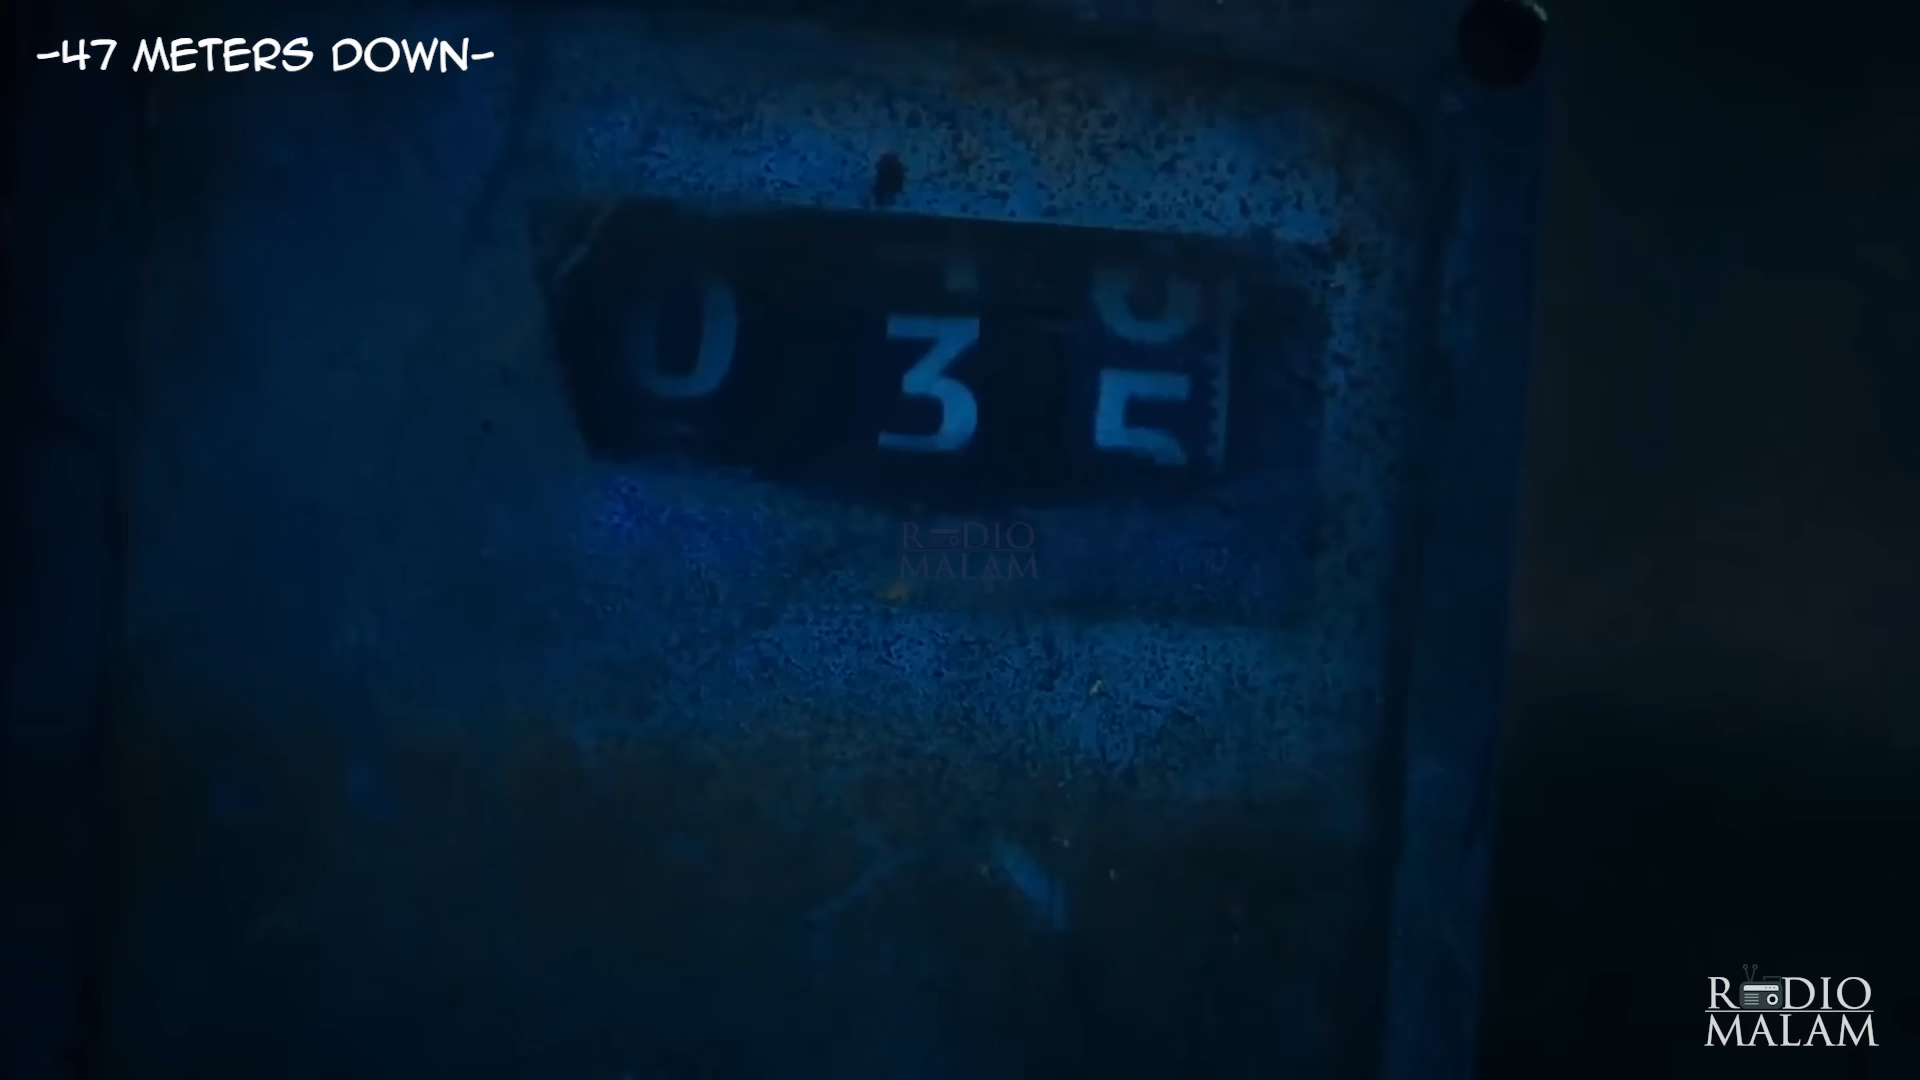 -47 METERS DOWN-
0 3 5
RADIO
MALAM
RADIO
MALAM